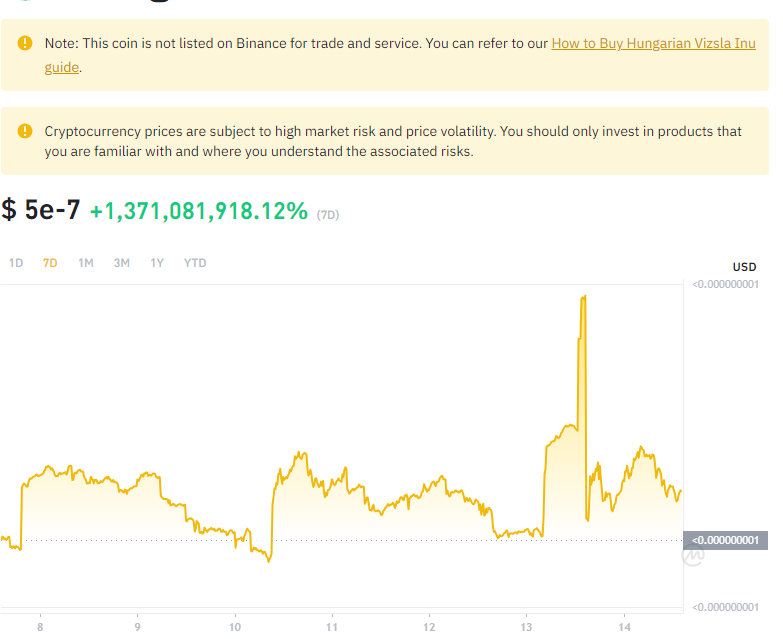 Note: This coin is not listed on Binance for trade and service. You can refer to our How to Buy Hungarian Vizsla Inu
guide.
Cryptocurrency prices are subject to high market risk and price volatility. You should only invest in products that
you are familiar with and where you understand the associated risks.
$ 5e-7 +1,371,081,918.12% (7D)
1D 7D 1M 3M 1Y YTD
USD
<0.000000001
<0.000000001
<0.000000001
8 9 10 11 12 13 14